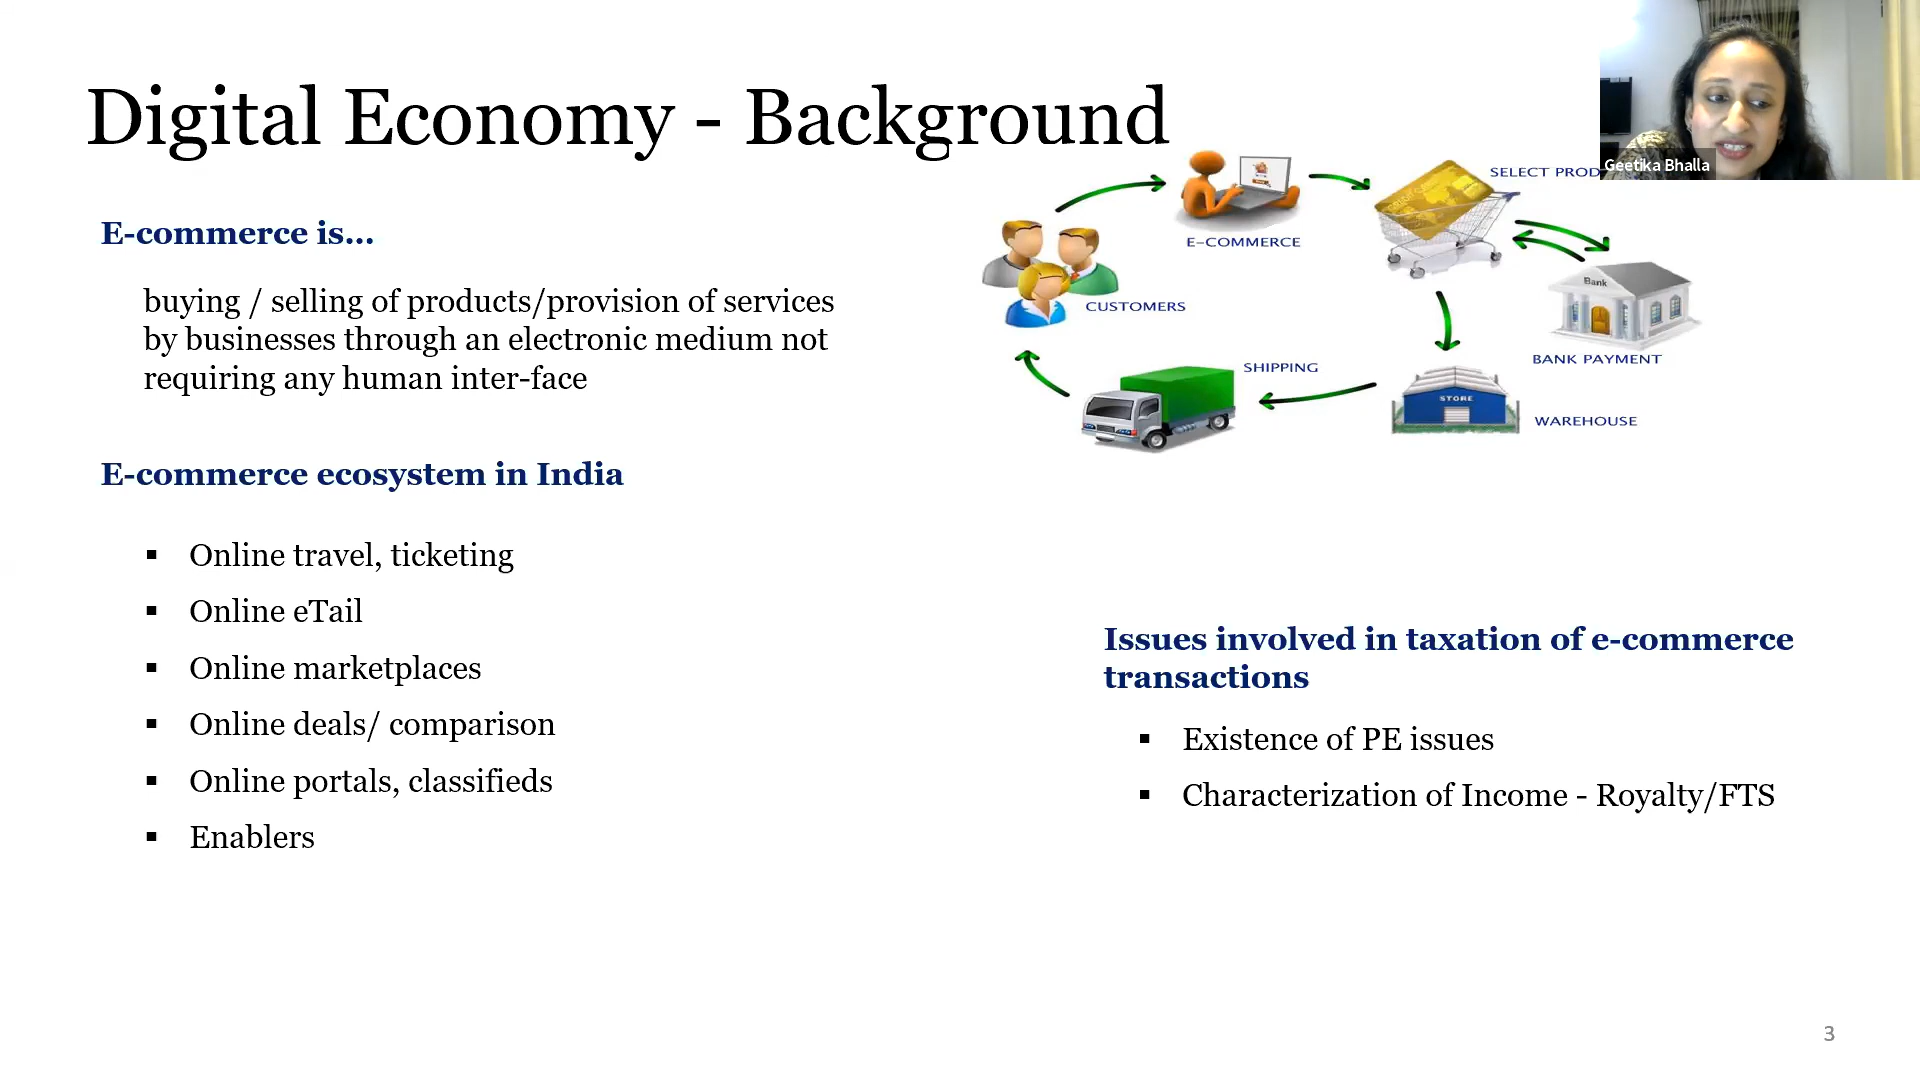 Digital Economy - Background
Geetika Bhalla
E-commerce is...
buying / selling of products/provision of services
by businesses through an electronic medium not
requiring any human inter-face
E-COMMERCE
SELECT PROD
CUSTOMERS
Bank
BANK PAYMENT
SHIPPING
STORE
WAREHOUSE
E-commerce ecosystem in India
▪ Online travel, ticketing
▪ Online eTail
▪ Online marketplaces
▪ Online deals/ comparison
▪ Online portals, classifieds
▪ Enablers
Issues involved in taxation of e-commerce
transactions
▪ Existence of PE issues
▪ Characterization of Income - Royalty/FTS
3